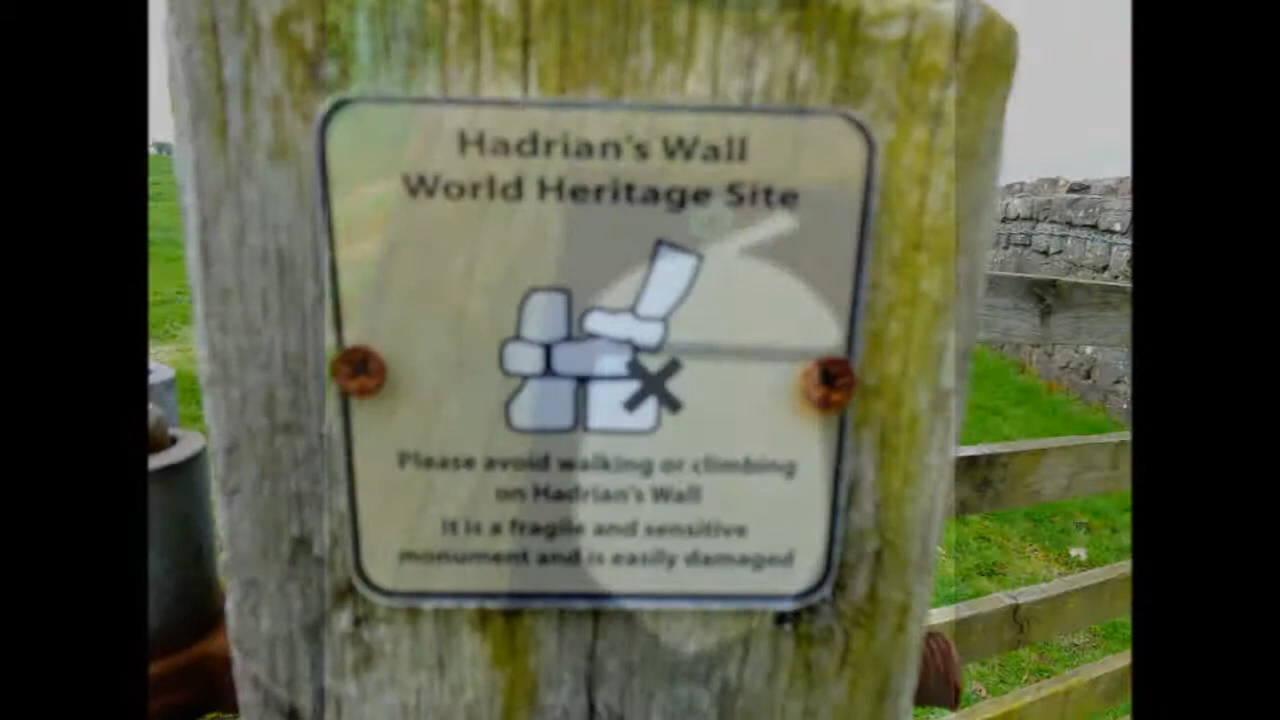 Hadrian's Wall
World Heritage Site
Please avoid walking or climbing
on Hadrian's Wall
It is a fragile and sensitive
monument and is easily damaged